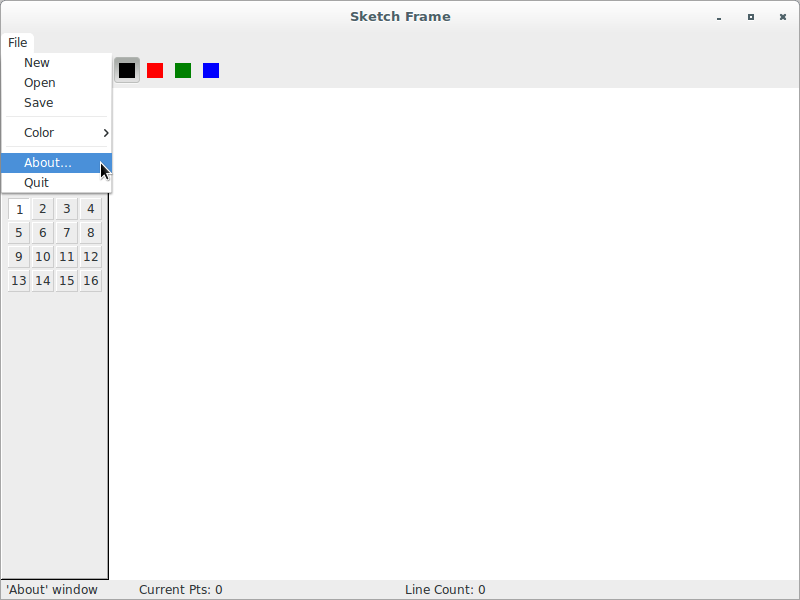 Sketch Frame
File
New
Open
Save
Color
About...
Quit
1 2 3 4
5 6 7 8
9 10 11 12
13 14 15 16
'About' window Current Pts: 0 Line Count: 0